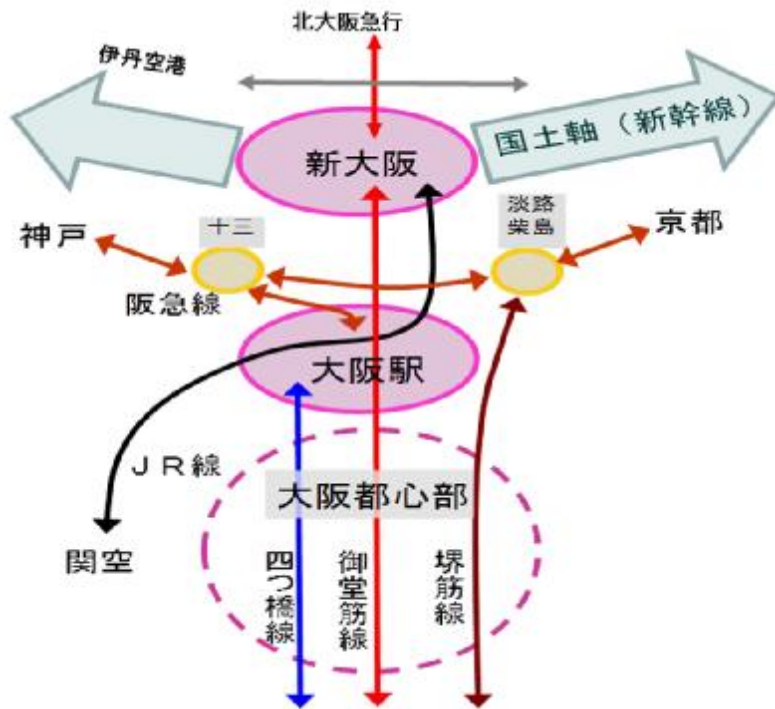 北大阪急行
伊丹空港
国土軸（新幹線）
新大阪
十三
淡路
柴島
神戸
京都
阪急線
大阪駅
ＪＲ線
大阪都心部
関空
四つ橋線
御堂筋線
堺筋線